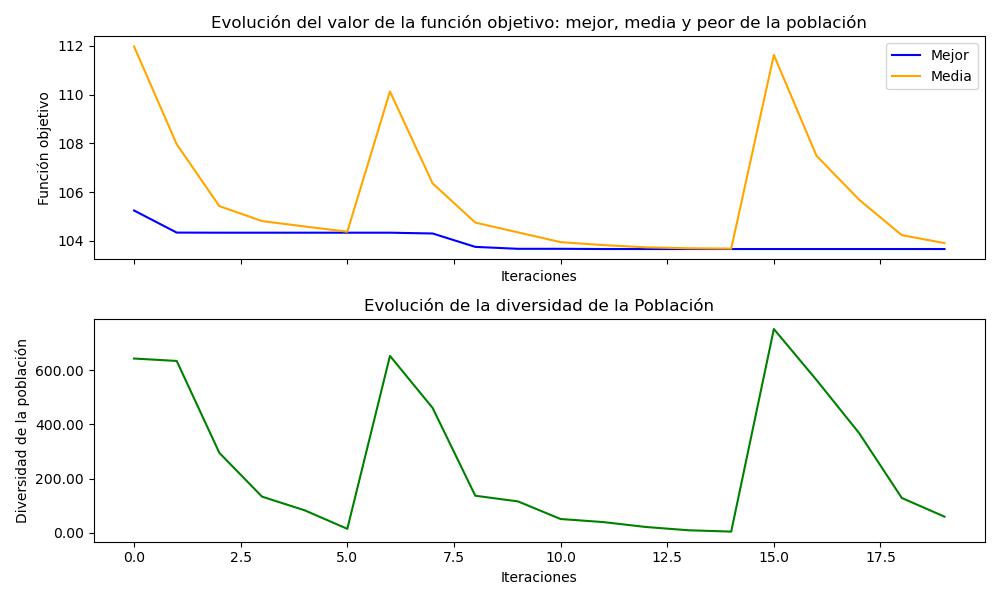 Evolución del valor de la función objetivo: mejor, media y peor de la población
112
110
108
106
104
Función objetivo
Mejor
Media
Iteraciones
Evolución de la diversidad de la Población
600.00
400.00
200.00
0.00
Diversidad de la población
0.0 2.5 5.0 7.5 10.0 12.5 15.0 17.5
Iteraciones